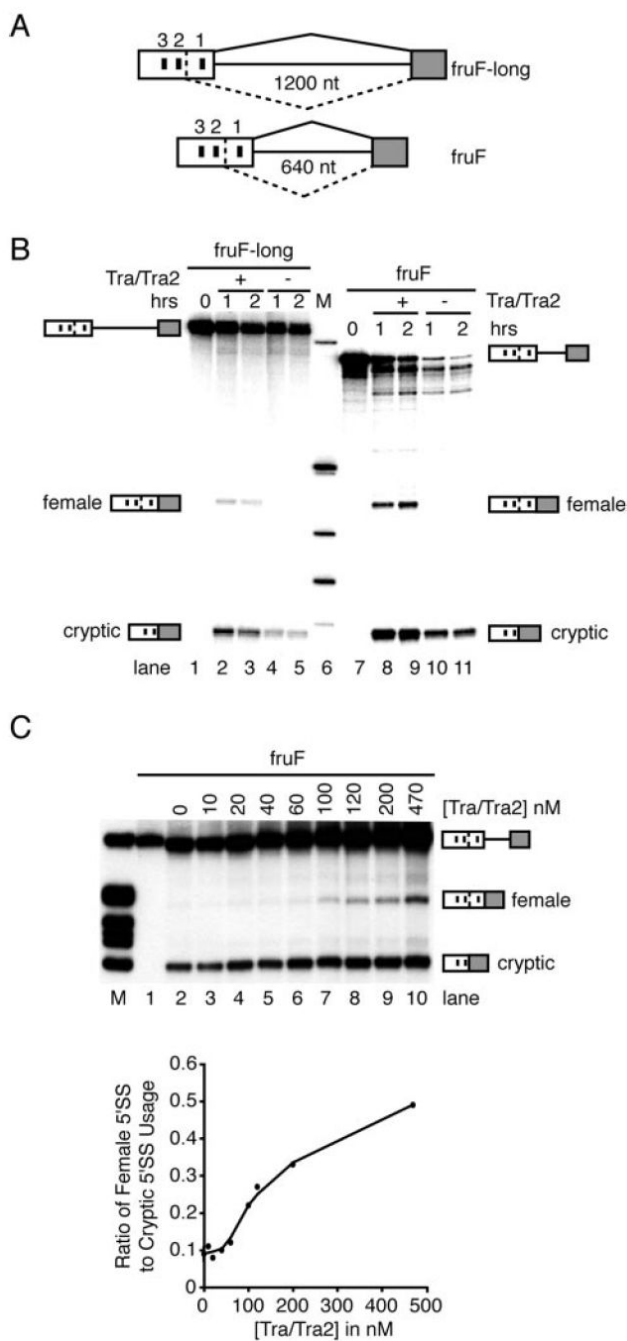 A
3 2 1
1200 nt
fruF-long
3 2 1
640 nt
fruF
B
fruF-long
Tra/Tra2 + -
hrs 0 1 2 1 2 M
fruF
+ - Tra/Tra2
0 1 2 1 2 hrs
female
female
cryptic
cryptic
lane 1 2 3 4 5 6 7 8 9 10 11
C
fruF
0 10 20 40 60 100 120 200 470 [Tra/Tra2] nM
female
cryptic
M 1 2 3 4 5 6 7 8 9 10 lane
Ratio of Female 5'SS
to Cryptic 5'SS Usage
0.6
0.5
0.4
0.3
0.2
0.1
0
0 100 200 300 400 500
[Tra/Tra2] in nM